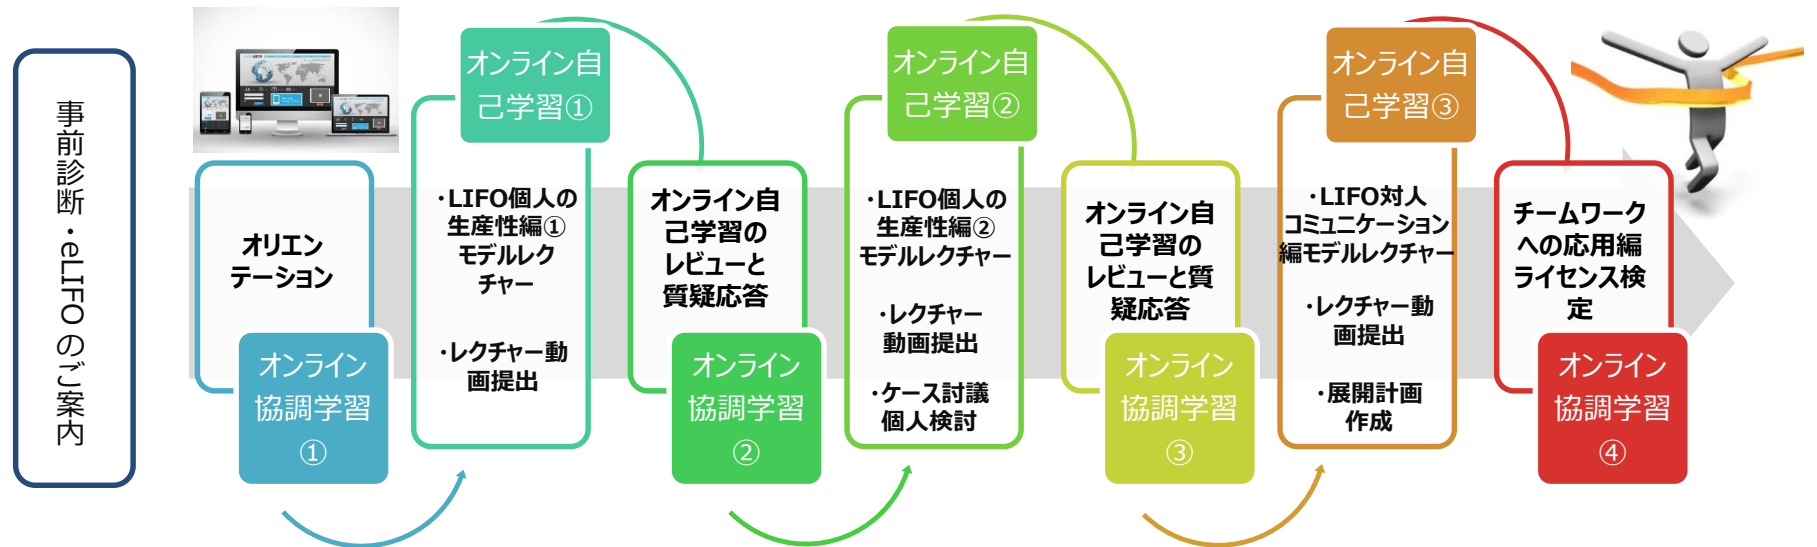 事前診断・eLIFOのご案内
オリエン
テーション
オンライン
協調学習
①
オンライン自
己学習①
・LIFO個人の
生産性編①
モデルレク
チャー
・レクチャー動
画提出
オンライン自
己学習の
レビューと
質疑応答
オンライン
協調学習
②
オンライン自
己学習②
・LIFO個人の
生産性編②
モデルレクチャー
・レクチャー
動画提出
・ケース討議
個人検討
オンライン自
己学習の
レビューと質
疑応答
オンライン
協調学習
③
オンライン自
己学習③
・LIFO対人
コミュニケーション
編モデルレクチャー
・レクチャー動
画提出
・展開計画
作成
チームワーク
への応用編
ライセンス検
定
オンライン
協調学習
④